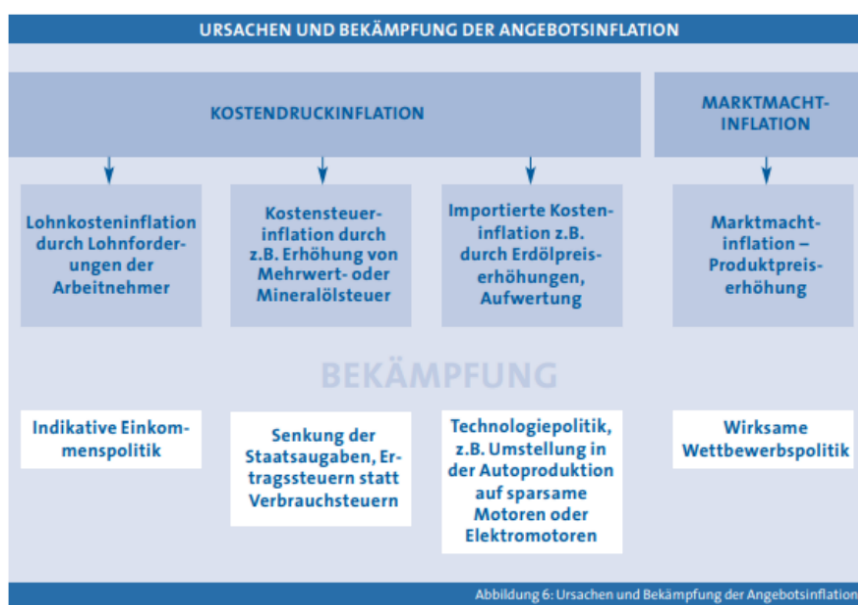 URSACHEN UND BEKÄMPFUNG DER ANGEBOTSINFLATION
KOSTENDRUCKINFLATION
MARKTMACHT-
INFLATION
Lohnkosteninflation
durch Lohnforder-
ungen der
Arbeitnehmer
Kostensteuer-
inflation durch
z.B. Erhöhung von
Mehrwert- oder
Mineralölsteuer
Importierte Kosten-
inflation z.B.
durch Erdölpreis-
erhöhungen,
Aufwertung
Marktmacht-
inflation –
Produktpreis-
erhöhung
BEKÄMPFUNG
Indikative Einkom-
menspolitik
Senkung der
Staatsaugaben, Er-
tragssteuern statt
Verbrauchsteuern
Technologiepolitik,
z.B. Umstellung in
der Autoproduktion
auf sparsame
Motoren oder
Elektromotoren
Wirksame
Wettbewerbspolitik
Abbildung 6: Ursachen und Bekämpfung der Angebotsinflation